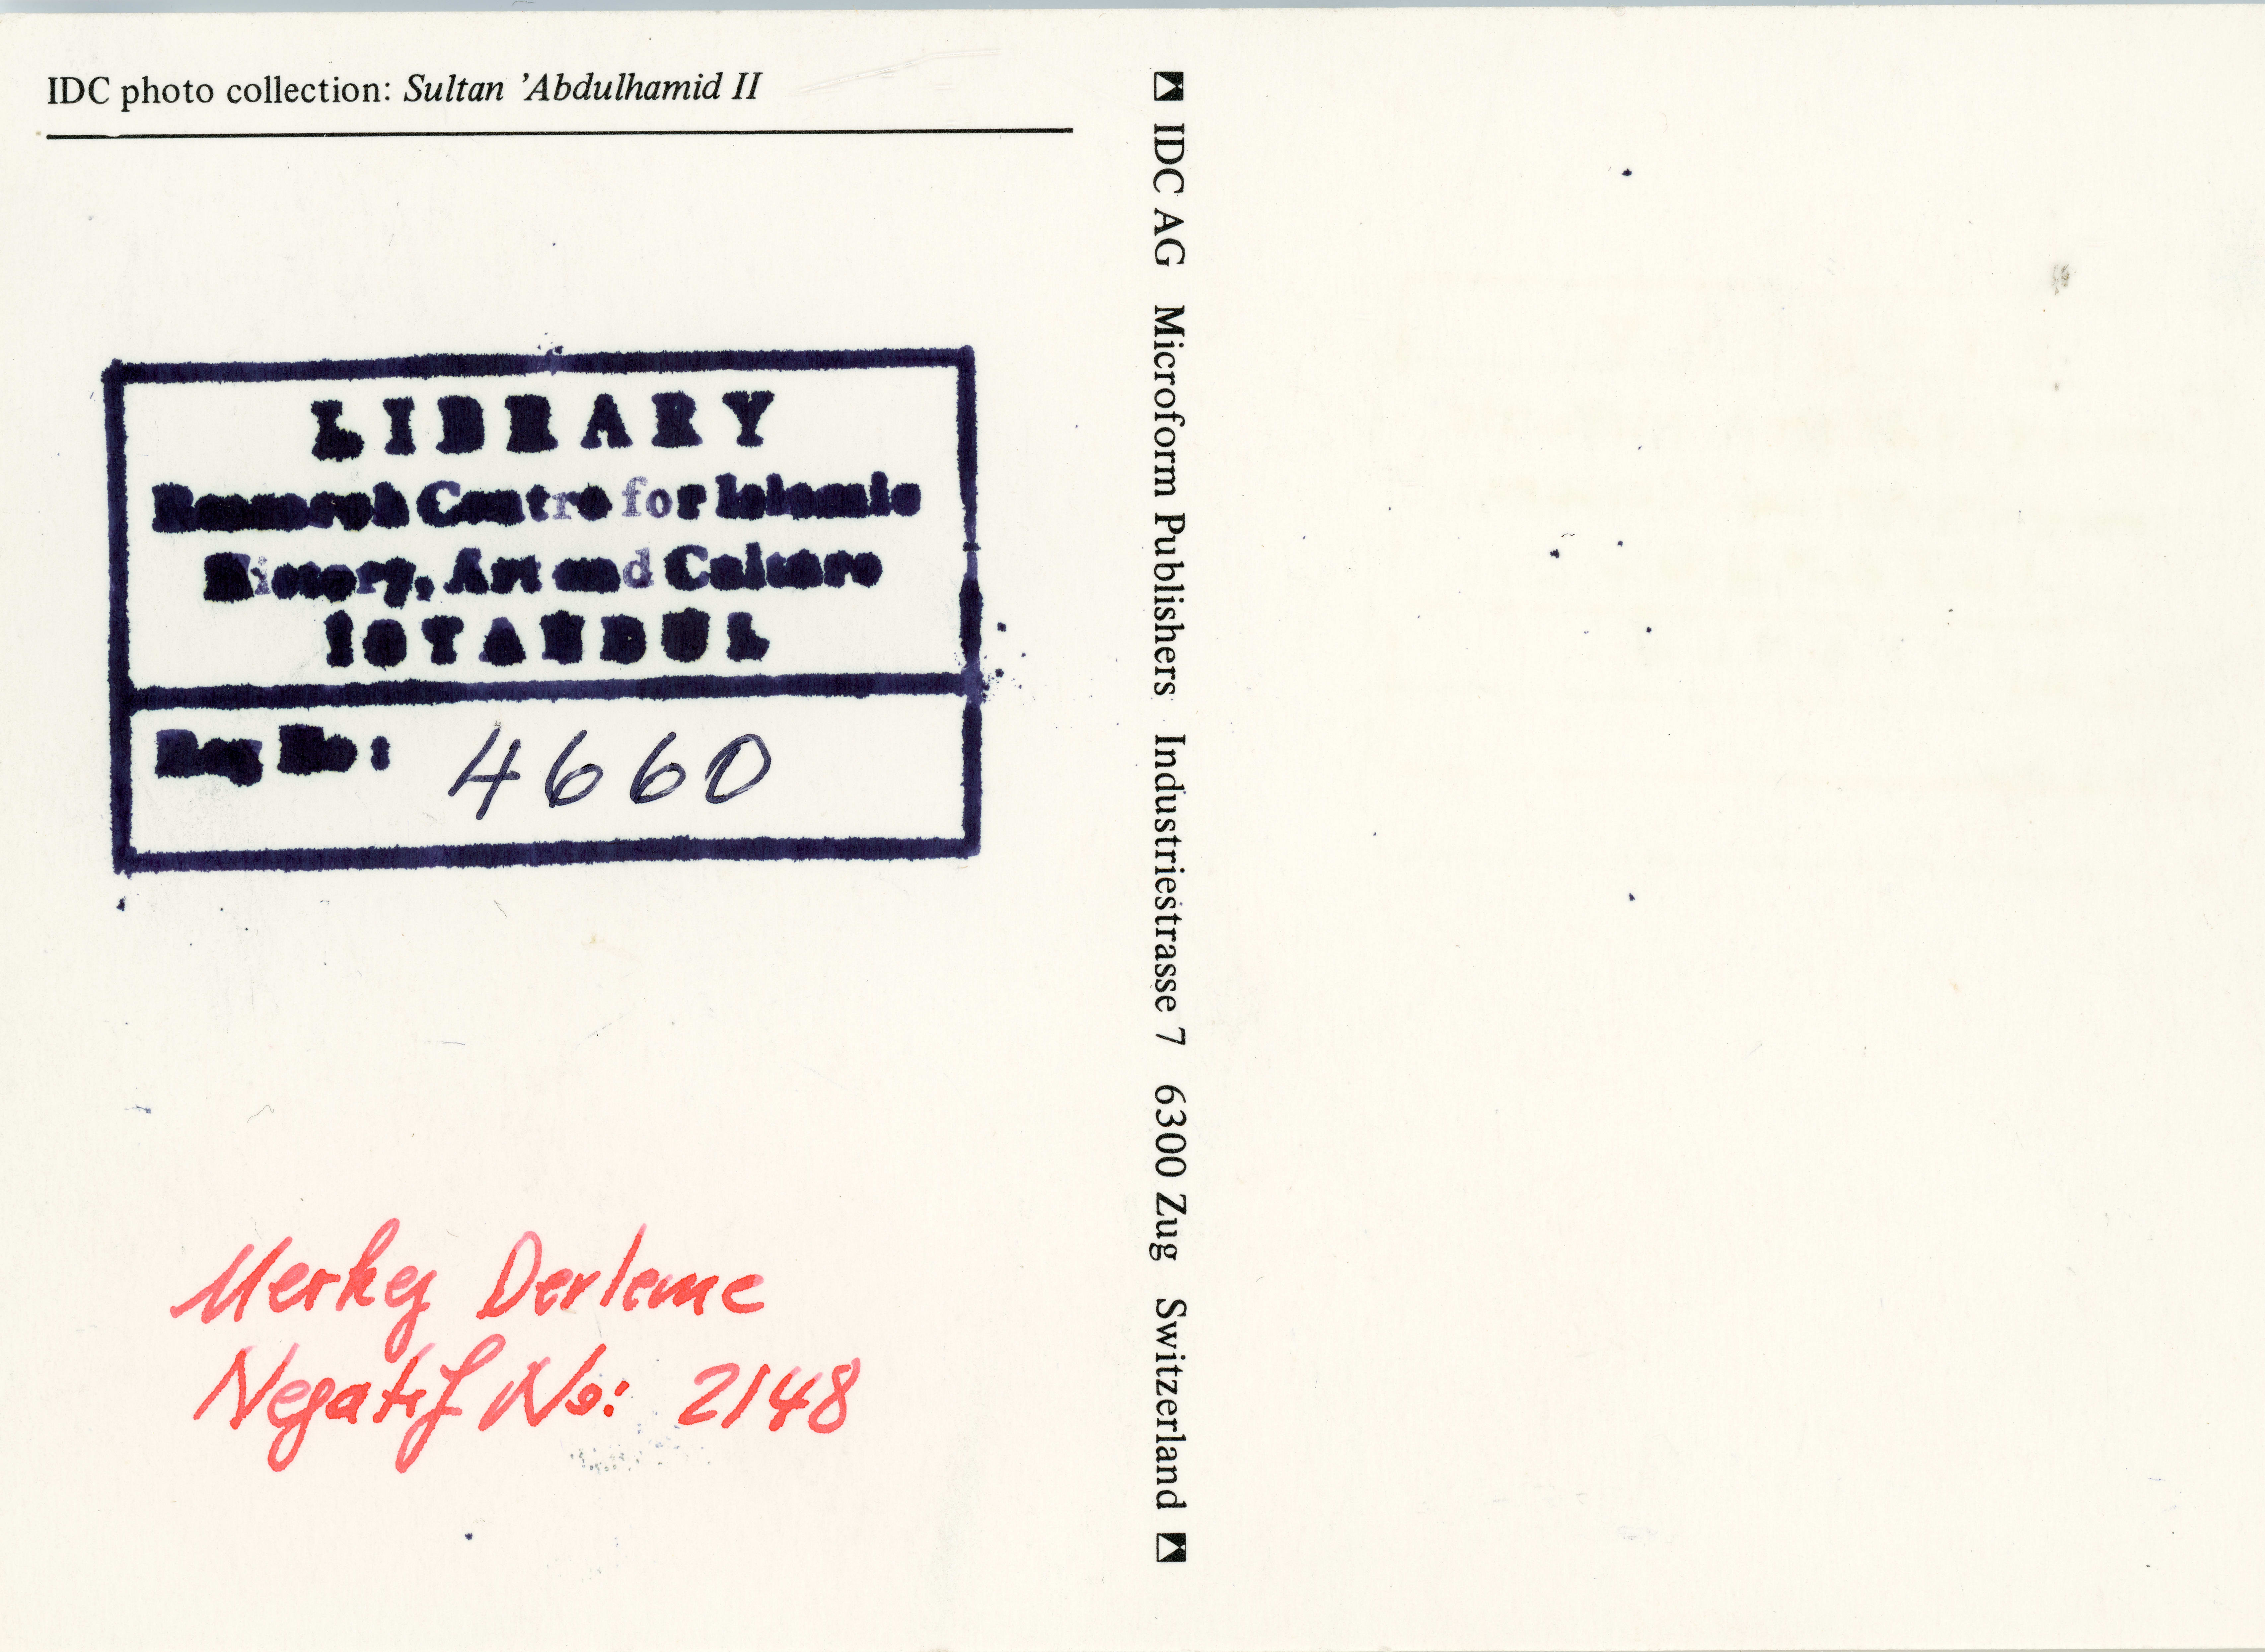 IDC photo collection: Sultan 'Abdulhamid II
LIBRARY
Research Centre for Islamic
History, Art and Culture
İSTANBUL
Reg No: 4660
Merkez Derleme
Negatif No: 2148
IDC AG Microform Publishers Industriestrasse 7 6300 Zug Switzerland